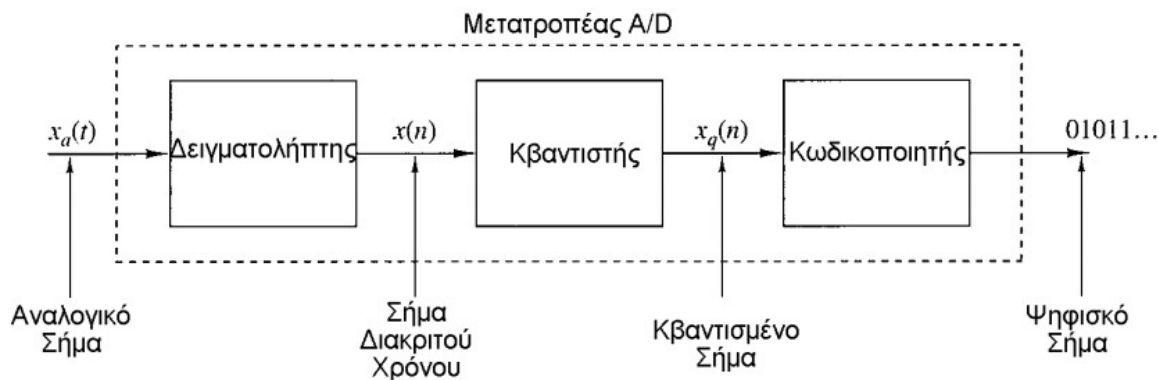 Μετατροπέας A/D
x_a(t)
Δειγματολήπτης
x(n)
Κβαντιστής
x_q(n)
Κωδικοποιητής
01011...
Αναλογικό
Σήμα
Σήμα
Διακριτού
Χρόνου
Κβαντισμένο
Σήμα
Ψηφισκό
Σήμα